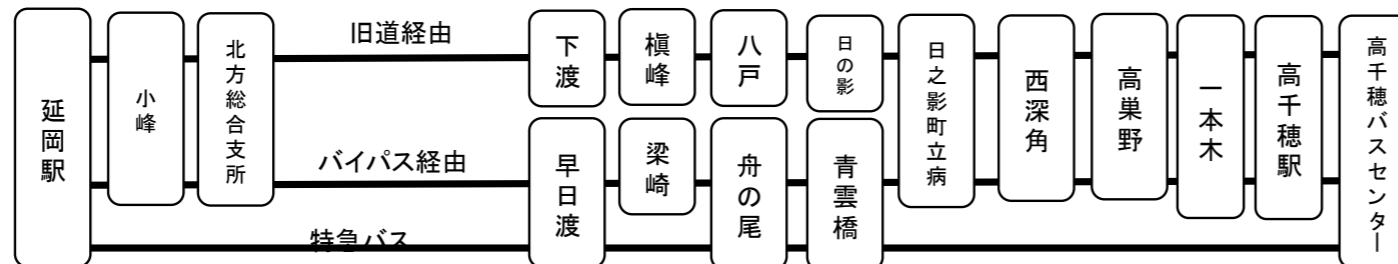 延岡駅
小峰
北方総合支所
旧道経由
バイパス経由
特急バス
下渡
槇峰
八戸
日の影
早日渡
梁崎
舟の尾
青雲橋
日之影町立病
西深角
高巣野
一本木
高千穂駅
高千穂バスセンター